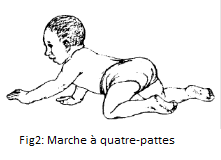 Fig2: Marche à quatre-pattes